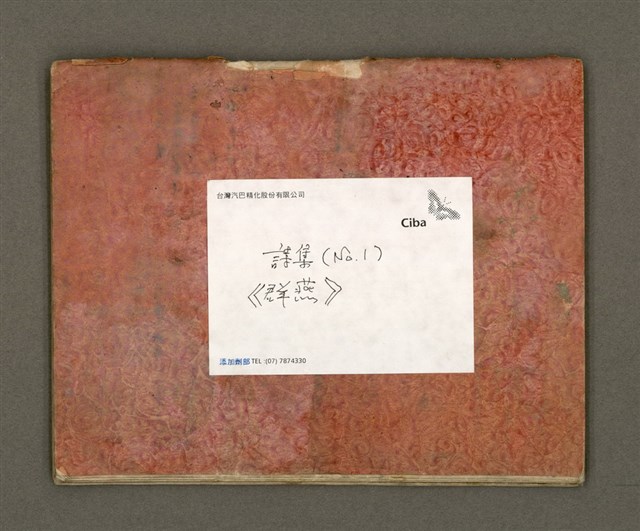 台灣汽巴精化股份有限公司
Ciba
詩集(No.1)
《群燕》
添加劑部 TEL :(07) 7874330